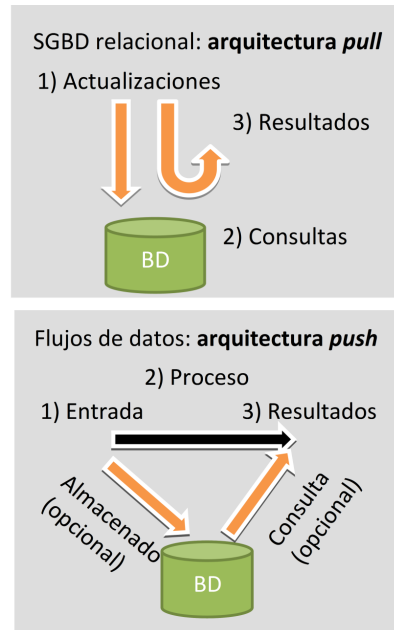 SGBD relacional: arquitectura pull
1) Actualizaciones
3) Resultados
2) Consultas
BD
Flujos de datos: arquitectura push
2) Proceso
1) Entrada
3) Resultados
Almacenado
(opcional)
Consulta
(opcional)
BD